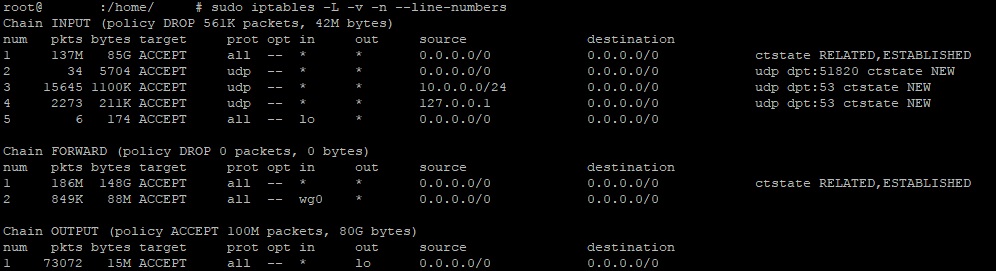 root@ :/home/ # sudo iptables -L -v -n --line-numbers
Chain INPUT (policy DROP 561K packets, 42M bytes)
num pkts bytes target prot opt in out source destination
1 137M 85G ACCEPT all -- * * 0.0.0.0/0 0.0.0.0/0 ctstate RELATED,ESTABLISHED
2 34 5704 ACCEPT udp -- * * 0.0.0.0/0 0.0.0.0/0 udp dpt:51820 ctstate NEW
3 15645 1100K ACCEPT udp -- * * 10.0.0.0/24 0.0.0.0/0 udp dpt:53 ctstate NEW
4 2273 211K ACCEPT udp -- * * 127.0.0.1 0.0.0.0/0 udp dpt:53 ctstate NEW
5 6 174 ACCEPT all -- lo * 0.0.0.0/0 0.0.0.0/0
Chain FORWARD (policy DROP 0 packets, 0 bytes)
num pkts bytes target prot opt in out source destination
1 186M 148G ACCEPT all -- * * 0.0.0.0/0 0.0.0.0/0 ctstate RELATED,ESTABLISHED
2 849K 88M ACCEPT all -- wg0 * 0.0.0.0/0 0.0.0.0/0
Chain OUTPUT (policy ACCEPT 100M packets, 80G bytes)
num pkts bytes target prot opt in out source destination
1 73072 15M ACCEPT all -- * lo 0.0.0.0/0 0.0.0.0/0